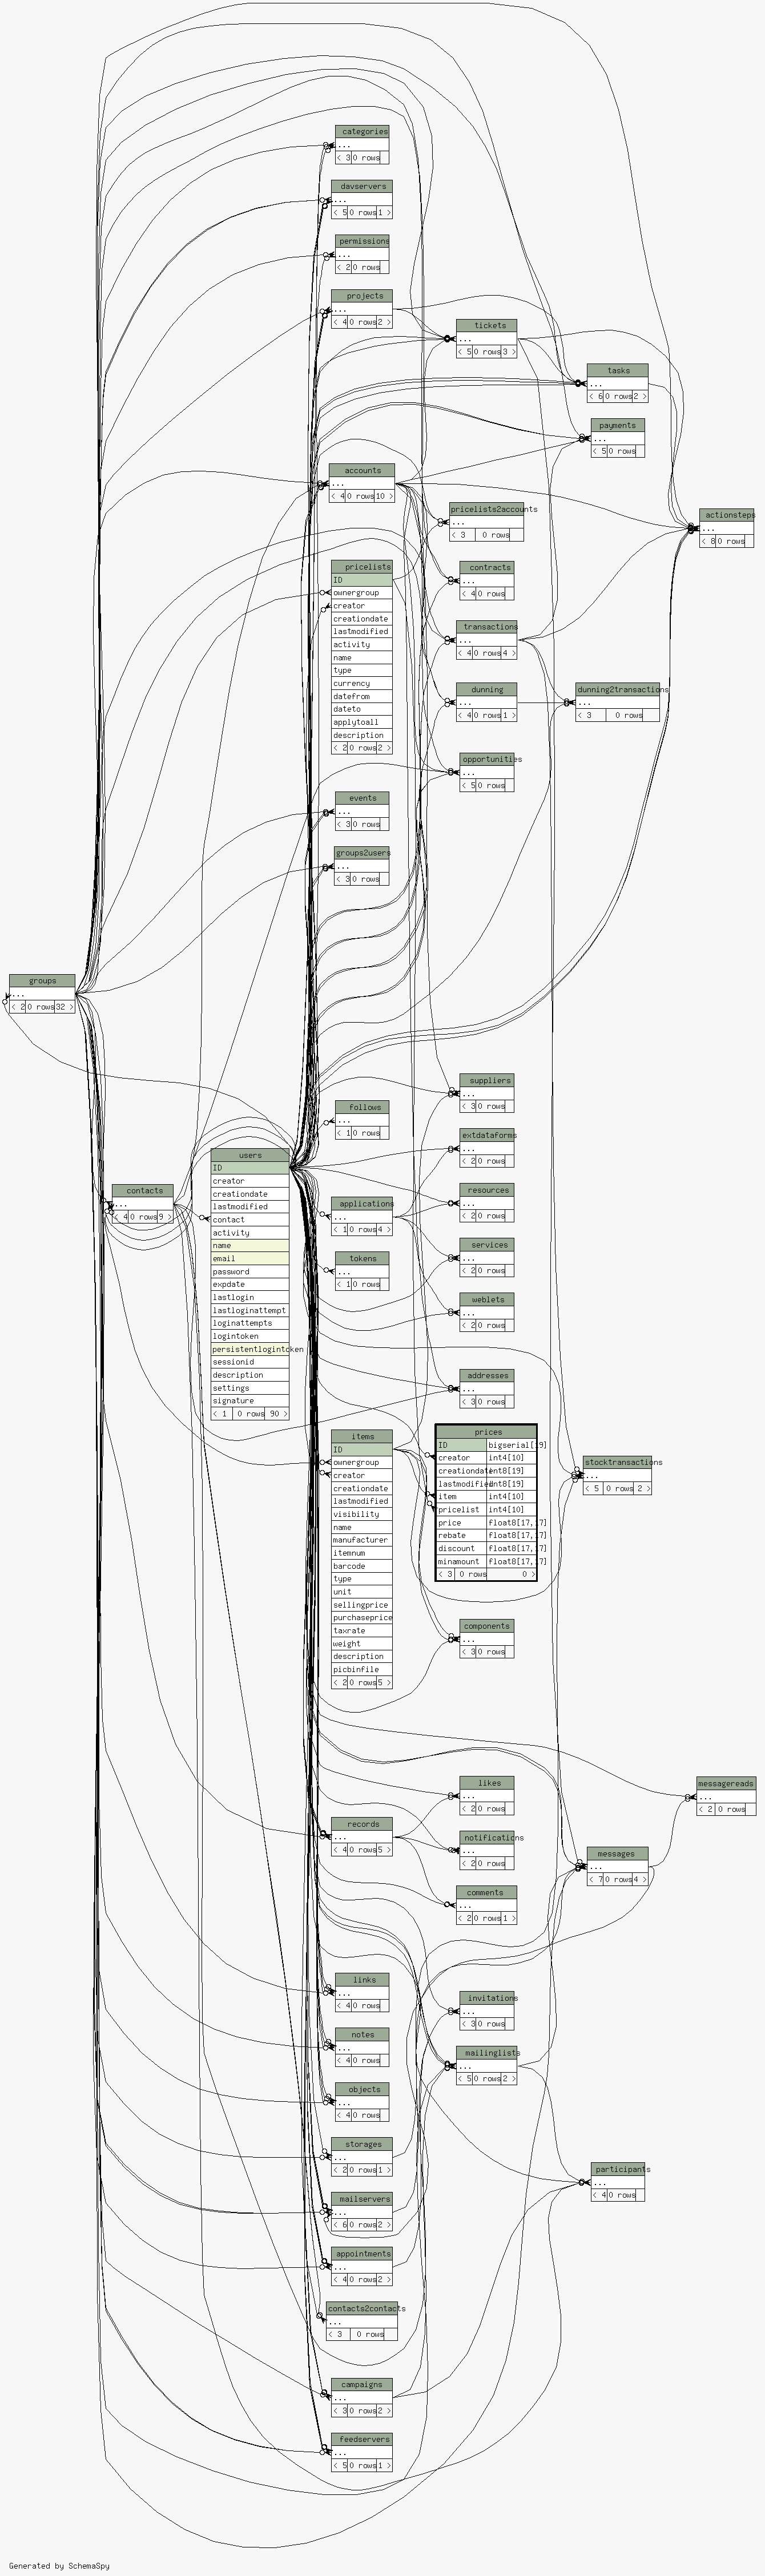 categories
...
< 3 0 rows
davservers
...
< 5 0 rows 1 >
permissions
...
< 2 0 rows
projects
...
< 4 0 rows 2 >
tickets
...
< 5 0 rows 3 >
tasks
...
< 6 0 rows 2 >
payments
...
< 5 0 rows
accounts
...
< 4 0 rows 10 >
pricelists2accounts
...
< 3 0 rows
actionsteps
...
< 8 0 rows
pricelists
ID
ownergroup
creator
creationdate
lastmodified
activity
name
type
currency
datefrom
dateto
applytoall
description
< 2 0 rows 2 >
contracts
...
< 4 0 rows
transactions
...
< 4 0 rows 4 >
dunning
...
< 4 0 rows 1 >
dunning2transactions
...
< 3 0 rows
opportunities
...
< 5 0 rows
events
...
< 3 0 rows
groups2users
...
< 3 0 rows
groups
...
< 2 0 rows 32 >
suppliers
...
< 3 0 rows
follows
...
< 1 0 rows
extdataforms
...
< 2 0 rows
users
ID
creator
creationdate
lastmodified
contact
activity
name
email
password
expdate
lastlogin
lastloginattempt
loginattempts
logintoken
persistentlogintoken
sessionid
description
settings
signature
< 1 0 rows 90 >
contacts
...
< 4 0 rows 9 >
resources
...
< 2 0 rows
applications
...
< 1 0 rows 4 >
services
...
< 2 0 rows
tokens
...
< 1 0 rows
weblets
...
< 2 0 rows
addresses
...
< 3 0 rows
items
ID
ownergroup
creator
creationdate
lastmodified
visibility
name
manufacturer
itemnum
barcode
type
unit
sellingprice
purchaseprice
taxrate
weight
description
picbinfile
< 2 0 rows 5 >
prices
ID bigserial[19]
creator int4[10]
creationdate int8[19]
lastmodified int8[19]
item int4[10]
pricelist int4[10]
price float8[17,17]
rebate float8[17,17]
discount float8[17,17]
minamount float8[17,17]
< 3 0 rows 0 >
stocktransactions
...
< 5 0 rows 2 >
components
...
< 3 0 rows
likes
...
< 2 0 rows
messagereads
...
< 2 0 rows
records
...
< 4 0 rows 5 >
notifications
...
< 2 0 rows
messages
...
< 7 0 rows 4 >
comments
...
< 2 0 rows 1 >
links
...
< 4 0 rows
invitations
...
< 3 0 rows
notes
...
< 4 0 rows
mailinglists
...
< 5 0 rows 2 >
objects
...
< 4 0 rows
storages
...
< 2 0 rows 1 >
participants
...
< 4 0 rows
mailservers
...
< 6 0 rows 2 >
appointments
...
< 4 0 rows 2 >
contacts2contacts
...
< 3 0 rows
campaigns
...
< 3 0 rows 2 >
feedservers
...
< 5 0 rows 1 >
Generated by SchemaSpy